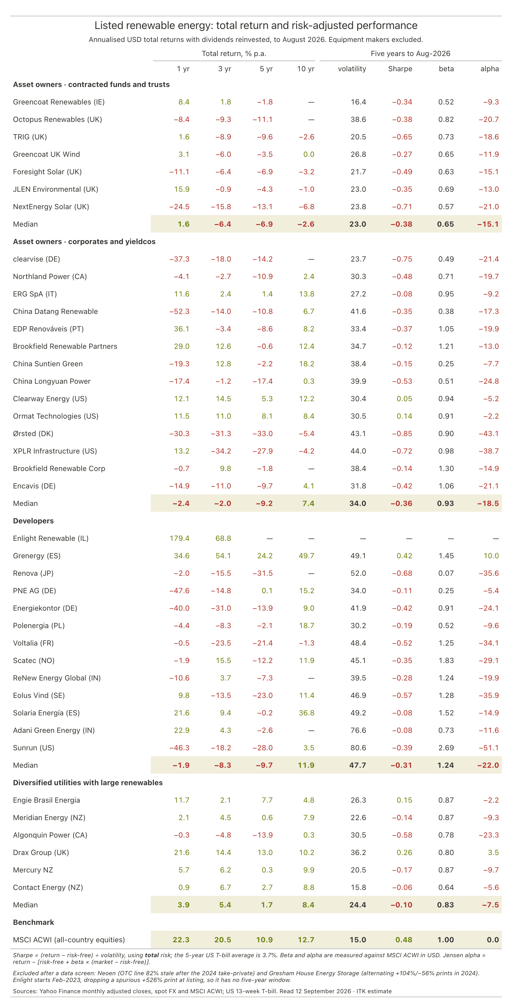 Listed renewable energy: total return and risk-adjusted performance
Annualised USD total returns with dividends reinvested, to August 2026. Equipment makers excluded.
Total return, % p.a. Five years to Aug-2026
1 yr 3 yr 5 yr 10 yr volatility Sharpe beta alpha
Asset owners · contracted funds and trusts
Greencoat Renewables (IE) 8.4 1.8 −1.8 — 16.4 −0.34 0.52 −9.3
Octopus Renewables (UK) −8.4 −9.3 −11.1 — 38.6 −0.38 0.82 −20.7
TRIG (UK) 1.6 −8.9 −9.6 −2.6 20.5 −0.65 0.73 −18.6
Greencoat UK Wind 3.1 −6.0 −3.5 0.0 26.8 −0.27 0.65 −11.9
Foresight Solar (UK) −11.1 −6.4 −6.9 −3.2 21.7 −0.49 0.63 −15.1
JLEN Environmental (UK) 15.9 −0.9 −4.3 −1.0 23.0 −0.35 0.69 −13.0
NextEnergy Solar (UK) −24.5 −15.8 −13.1 −6.8 23.8 −0.71 0.57 −21.0
Median 1.6 −6.4 −6.9 −2.6 23.0 −0.38 0.65 −15.1
Asset owners · corporates and yieldcos
clearvise (DE) −37.3 −18.0 −14.2 — 23.7 −0.75 0.49 −21.4
Northland Power (CA) −4.1 −2.7 −10.9 2.4 30.3 −0.48 0.71 −19.7
ERG SpA (IT) 11.6 2.4 1.4 13.8 27.2 −0.08 0.95 −9.2
China Datang Renewable −52.3 −14.0 −10.8 6.7 41.6 −0.35 0.38 −17.3
EDP Renováveis (PT) 36.1 −3.4 −8.6 8.2 33.4 −0.37 1.05 −19.9
Brookfield Renewable Partners 29.0 12.6 −0.6 12.4 34.7 −0.12 1.21 −13.0
China Suntien Green −19.3 12.8 −2.2 18.2 38.4 −0.15 0.25 −7.7
China Longyuan Power −17.4 −1.2 −17.4 0.3 39.9 −0.53 0.51 −24.8
Clearway Energy (US) 12.1 14.5 5.3 12.2 30.4 0.05 0.94 −5.2
Ormat Technologies (US) 11.5 11.0 8.1 8.4 30.5 0.14 0.91 −2.2
Ørsted (DK) −30.3 −31.3 −33.0 −5.4 43.1 −0.85 0.90 −43.1
XPLR Infrastructure (US) 13.2 −34.2 −27.9 −4.2 44.0 −0.72 0.98 −38.7
Brookfield Renewable Corp −0.7 9.8 −1.8 — 38.4 −0.14 1.30 −14.9
Encavis (DE) −14.9 −11.0 −9.7 4.1 31.8 −0.42 1.06 −21.1
Median −2.4 −2.0 −9.2 7.4 34.0 −0.36 0.93 −18.5
Developers
Enlight Renewable (IL) 179.4 68.8 — — — — — —
Grenergy (ES) 34.6 54.1 24.2 49.7 49.1 0.42 1.45 10.0
Renova (JP) −2.0 −15.5 −31.5 — 52.0 −0.68 0.07 −35.6
PNE AG (DE) −47.6 −14.8 0.1 15.2 34.0 −0.11 0.25 −5.4
Energiekontor (DE) −40.0 −31.0 −13.9 9.0 41.9 −0.42 0.91 −24.1
Polenergia (PL) −4.4 −8.3 −2.1 18.7 30.2 −0.19 0.52 −9.6
Voltalia (FR) −0.5 −23.5 −21.4 −1.3 48.4 −0.52 1.25 −34.1
Scatec (NO) −1.9 15.5 −12.2 11.9 45.1 −0.35 1.83 −29.1
ReNew Energy Global (IN) −10.6 3.7 −7.3 — 39.5 −0.28 1.24 −19.9
Eolus Vind (SE) 9.8 −13.5 −23.0 11.4 46.9 −0.57 1.28 −35.9
Solaria Energía (ES) 21.6 9.4 −0.2 36.8 49.2 −0.08 1.52 −14.9
Adani Green Energy (IN) 22.9 4.3 −2.6 — 76.6 −0.08 0.73 −11.6
Sunrun (US) −46.3 −18.2 −28.0 3.5 80.6 −0.39 2.69 −51.1
Median −1.9 −8.3 −9.7 11.9 47.7 −0.31 1.24 −22.0
Diversified utilities with large renewables
Engie Brasil Energia 11.7 2.1 7.7 4.8 26.3 0.15 0.87 −2.2
Meridian Energy (NZ) 2.1 4.5 0.6 7.9 22.6 −0.14 0.87 −9.3
Algonquin Power (CA) −0.3 −4.8 −13.9 0.3 30.5 −0.58 0.78 −23.3
Drax Group (UK) 21.6 14.4 13.0 10.2 36.2 0.26 0.80 3.5
Mercury NZ 5.7 6.2 0.3 9.9 20.5 −0.17 0.87 −9.7
Contact Energy (NZ) 0.9 6.7 2.7 8.8 15.8 −0.06 0.64 −5.6
Median 3.9 5.4 1.7 8.4 24.4 −0.10 0.83 −7.5
Benchmark
MSCI ACWI (all-country equities) 22.3 20.5 10.9 12.7 15.0 0.48 1.00 0.0
Sharpe = (return − risk-free) ÷ volatility, using total risk; the 5-year US T-bill average is 3.7%. Beta and alpha are measured against MSCI ACWI in USD. Jensen alpha =
return − [risk-free + beta × (market − risk-free)].
Excluded after a data screen: Neoen (OTC line 82% stale after the 2024 take-private) and Gresham House Energy Storage (alternating +104%/−56% prints in 2024).
Enlight starts Feb-2023, dropping a spurious +526% print at listing, so it has no five-year window.
Sources: Yahoo Finance monthly adjusted closes, spot FX and MSCI ACWI; US 13-week T-bill. Read 12 September 2026 · ITK estimate